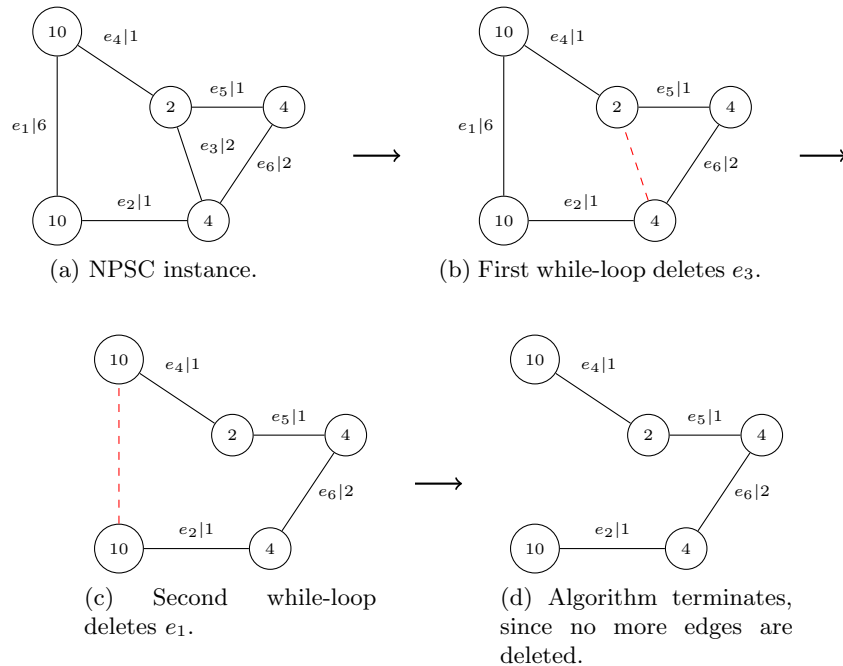 10
e4|1
2
e5|1
4
e1|6
e3|2
e6|2
10
e2|1
4
(a) NPSC instance.
10
e4|1
2
e5|1
4
e1|6
e6|2
10
e2|1
4
(b) First while-loop deletes e3.
10
e4|1
2
e5|1
4
e6|2
10
e2|1
4
(c) Second while-loop
deletes e1.
10
e4|1
2
e5|1
4
e6|2
10
e2|1
4
(d) Algorithm terminates,
since no more edges are
deleted.